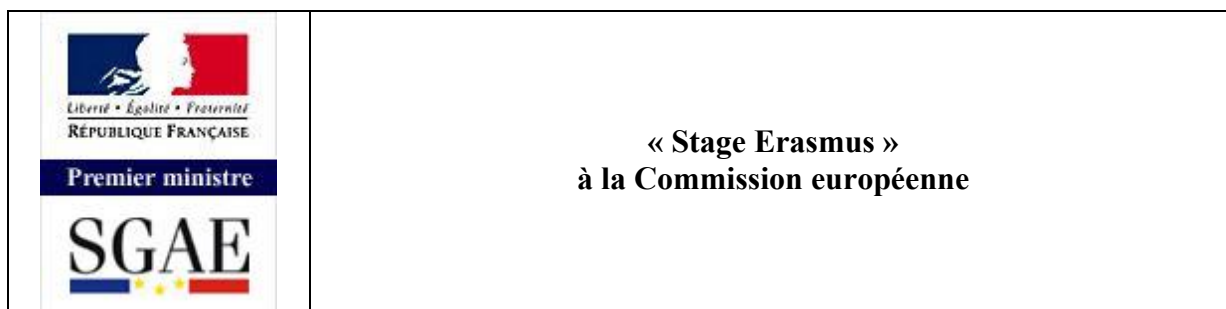 Liberté • Égalité • Fraternité
RÉPUBLIQUE FRANÇAISE
Premier ministre
SGAE
« Stage Erasmus »
à la Commission européenne